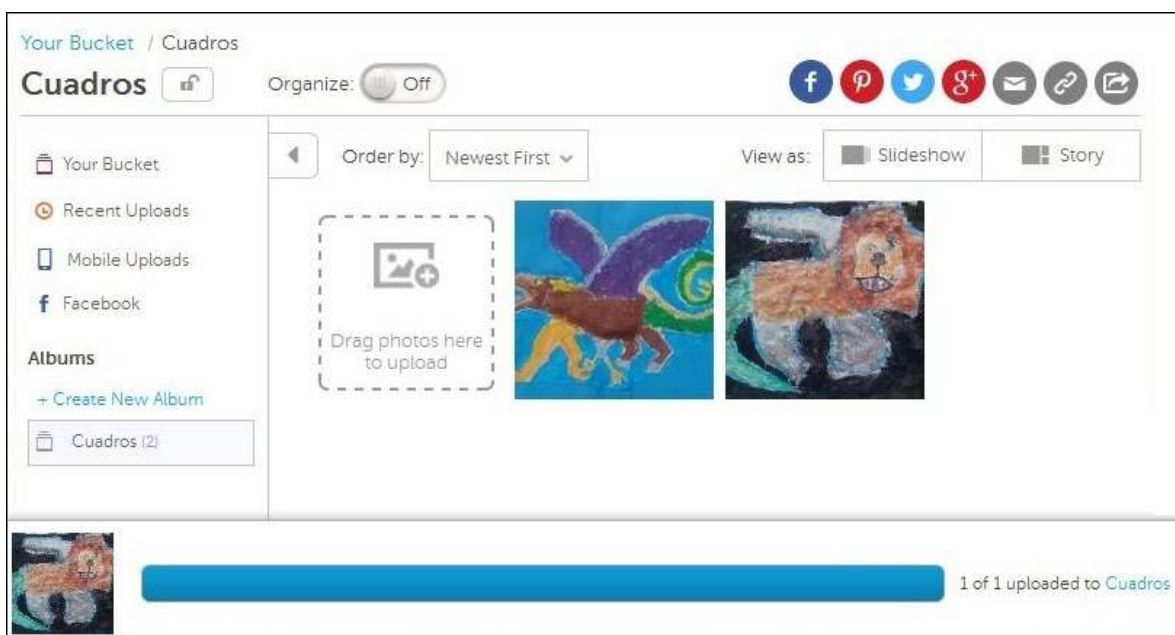 Your Bucket / Cuadros
Cuadros
Organize: Off
f
g+
Your Bucket
Recent Uploads
Mobile Uploads
f Facebook
Albums
+ Create New Album
Cuadros (2)
Order by: Newest First
View as: Slideshow Story
Drag photos here
to upload
1 of 1 uploaded to Cuadros